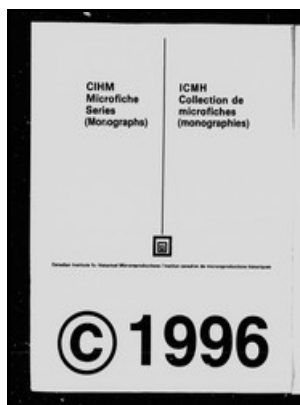 CIHM
Microfiche
Series
(Monographs)
ICMH
Collection de
microfiches
(monographies)
Canadian Institute for Historical Microreproductions / Institut canadien de microreproductions historiques
© 1996